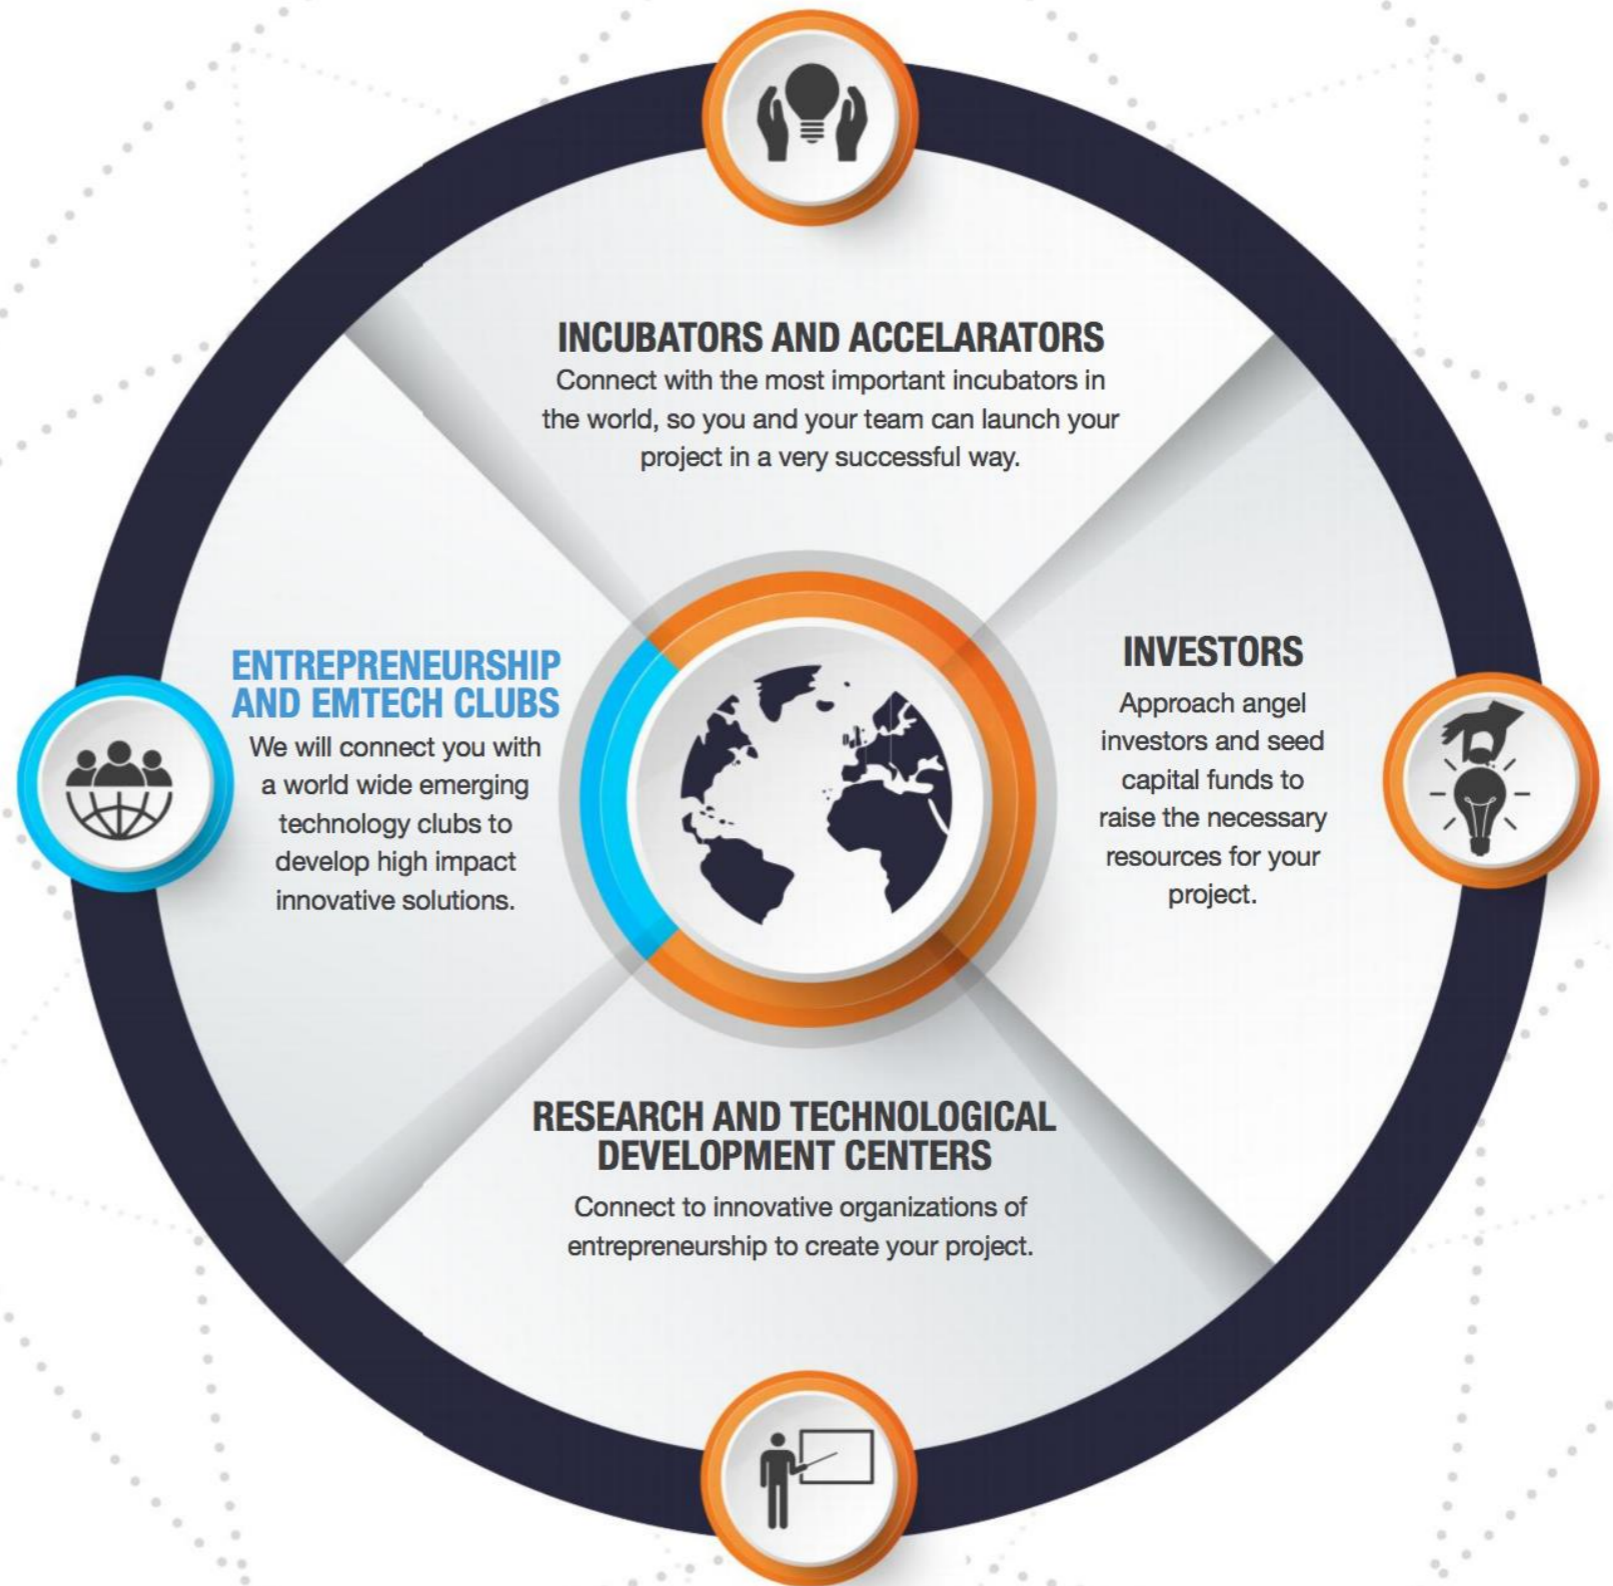 INCUBATORS AND ACCELARATORS
Connect with the most important incubators in
the world, so you and your team can launch your
project in a very successful way.
ENTREPRENEURSHIP
AND EMTECH CLUBS
We will connect you with
a world wide emerging
technology clubs to
develop high impact
innovative solutions.
INVESTORS
Approach angel
investors and seed
capital funds to
raise the necessary
resources for your
project.
RESEARCH AND TECHNOLOGICAL
DEVELOPMENT CENTERS
Connect to innovative organizations of
entrepreneurship to create your project.